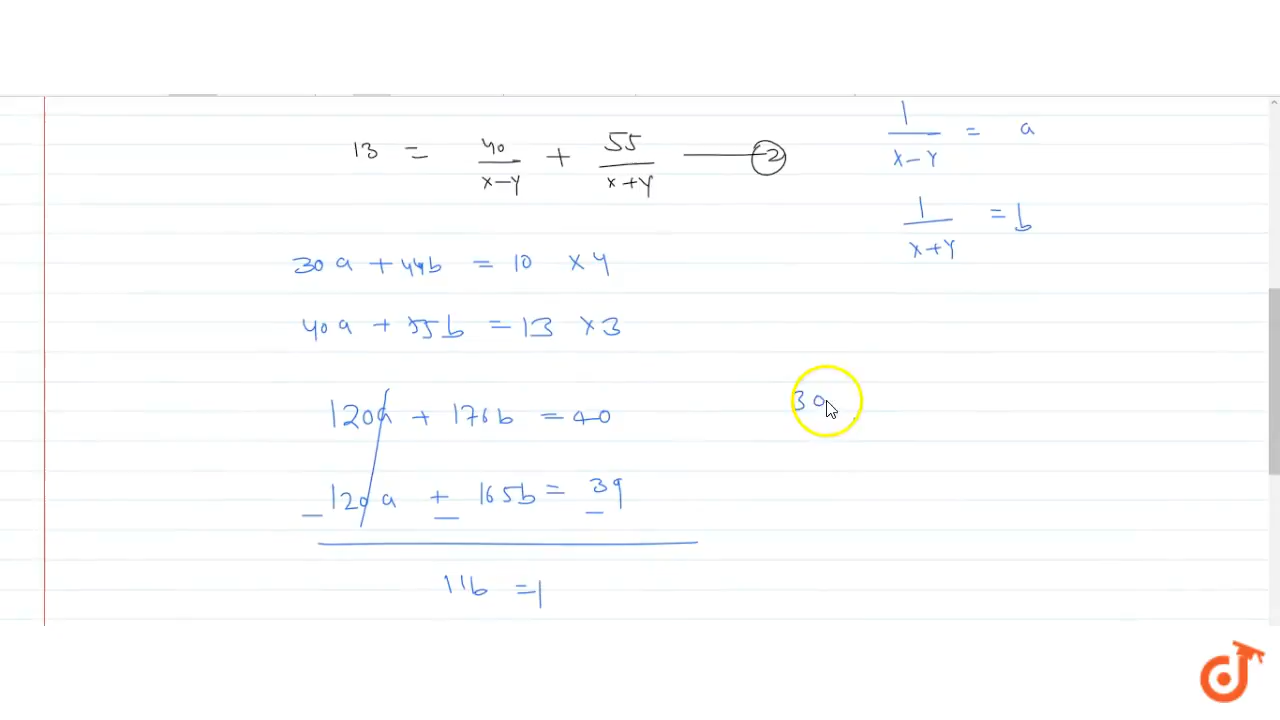 13 = 40/(x-y) + 55/(x+y) — ②
1/(x-y) = a
1/(x+y) = b
30a + 44b = 10 ×4
40a + 55b = 13 ×3
120a + 176b = 40
120a + 165b = 39
11b = 1
30